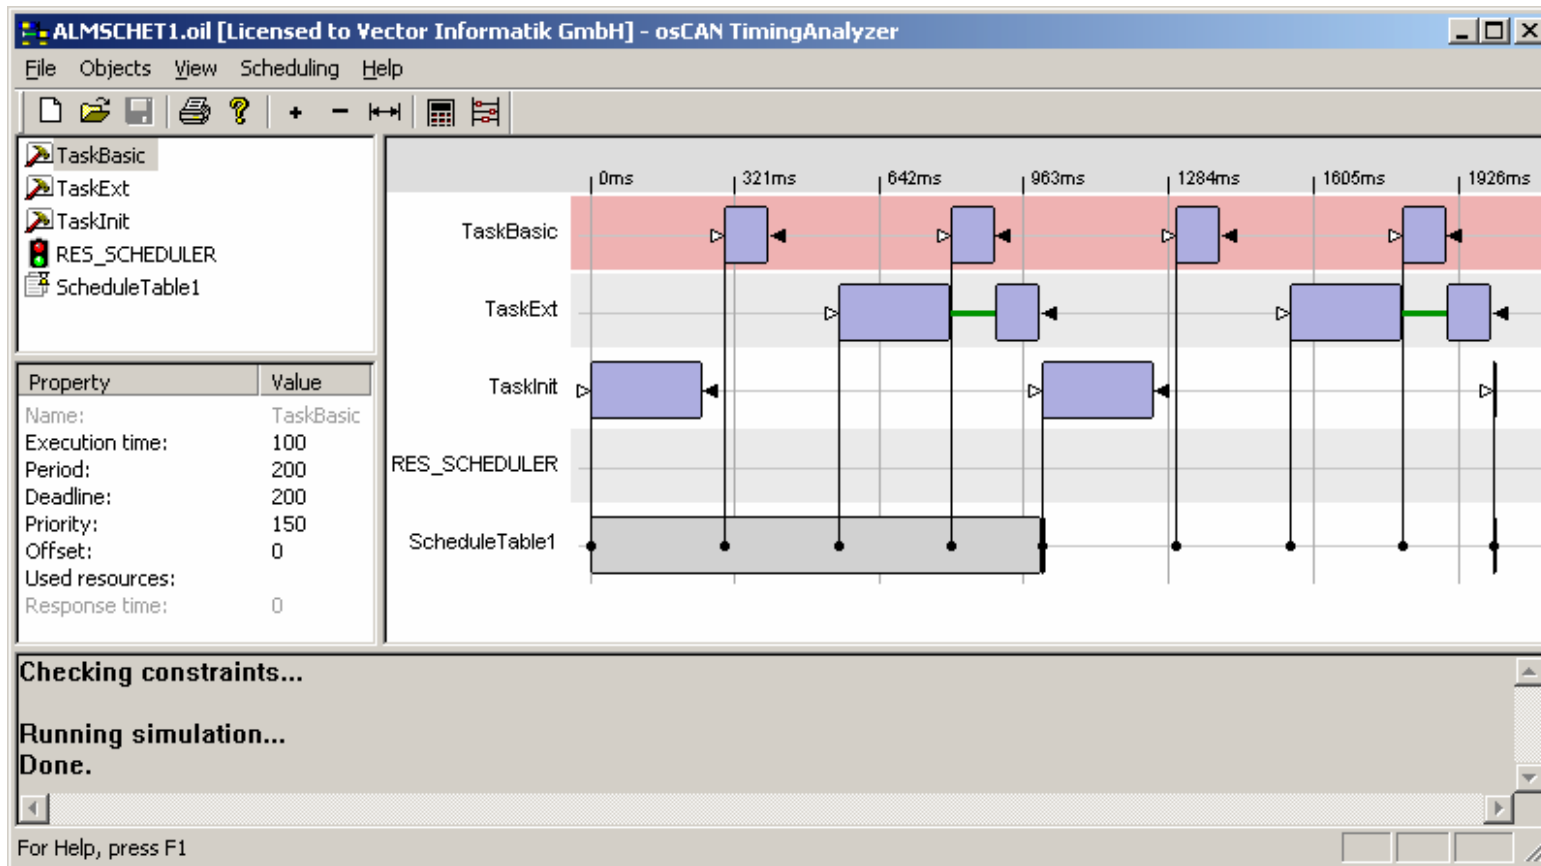 ALMSCHET1.oil [Licensed to Vector Informatik GmbH] - osCAN TimingAnalyzer
File Objects View Scheduling Help
TaskBasic
TaskExt
TaskInit
RES_SCHEDULER
ScheduleTable1
Property Value
Name: TaskBasic
Execution time: 100
Period: 200
Deadline: 200
Priority: 150
Offset: 0
Used resources:
Response time: 0
0ms 321ms 642ms 963ms 1284ms 1605ms 1926ms
TaskBasic
TaskExt
TaskInit
RES_SCHEDULER
ScheduleTable1
Checking constraints...
Running simulation...
Done.
For Help, press F1